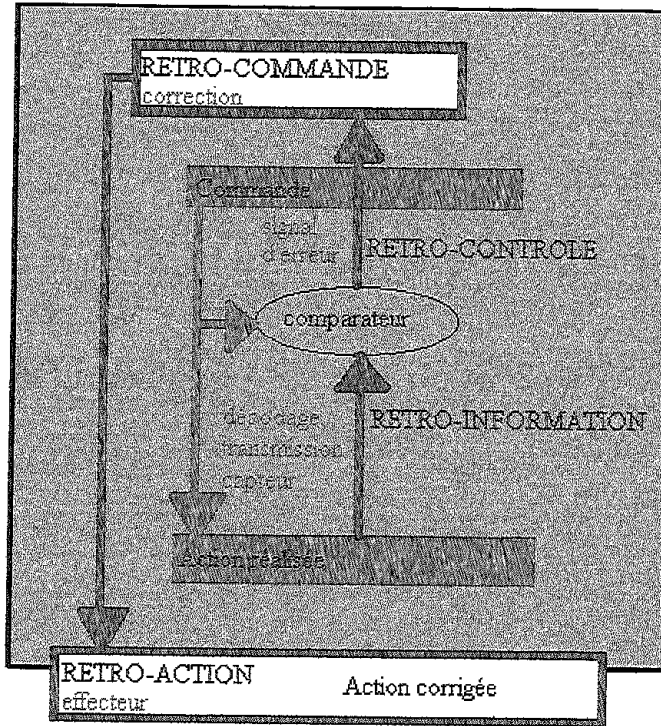 RETRO-COMMANDE
correction
Commande
signal
d'erreur
RETRO-CONTROLE
comparateur
RETRO-INFORMATION
décodage
transmission
capteur
Action réalisée
RETRO-ACTION
effecteur
Action corrigée